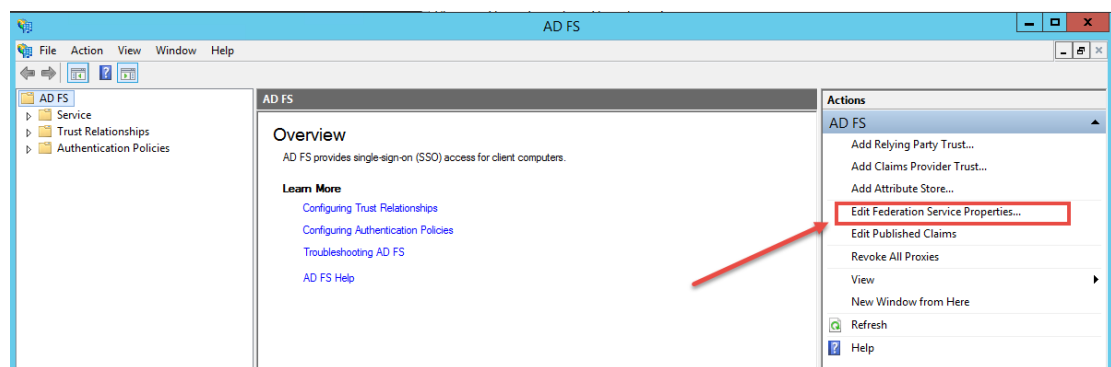 AD FS
File Action View Window Help
AD FS
Service
Trust Relationships
Authentication Policies
AD FS
Overview
AD FS provides single-sign-on (SSO) access for client computers.
Learn More
Configuring Trust Relationships
Configuring Authentication Policies
Troubleshooting AD FS
AD FS Help
Actions
AD FS
Add Relying Party Trust...
Add Claims Provider Trust...
Add Attribute Store...
Edit Federation Service Properties...
Edit Published Claims
Revoke All Proxies
View
New Window from Here
Refresh
Help